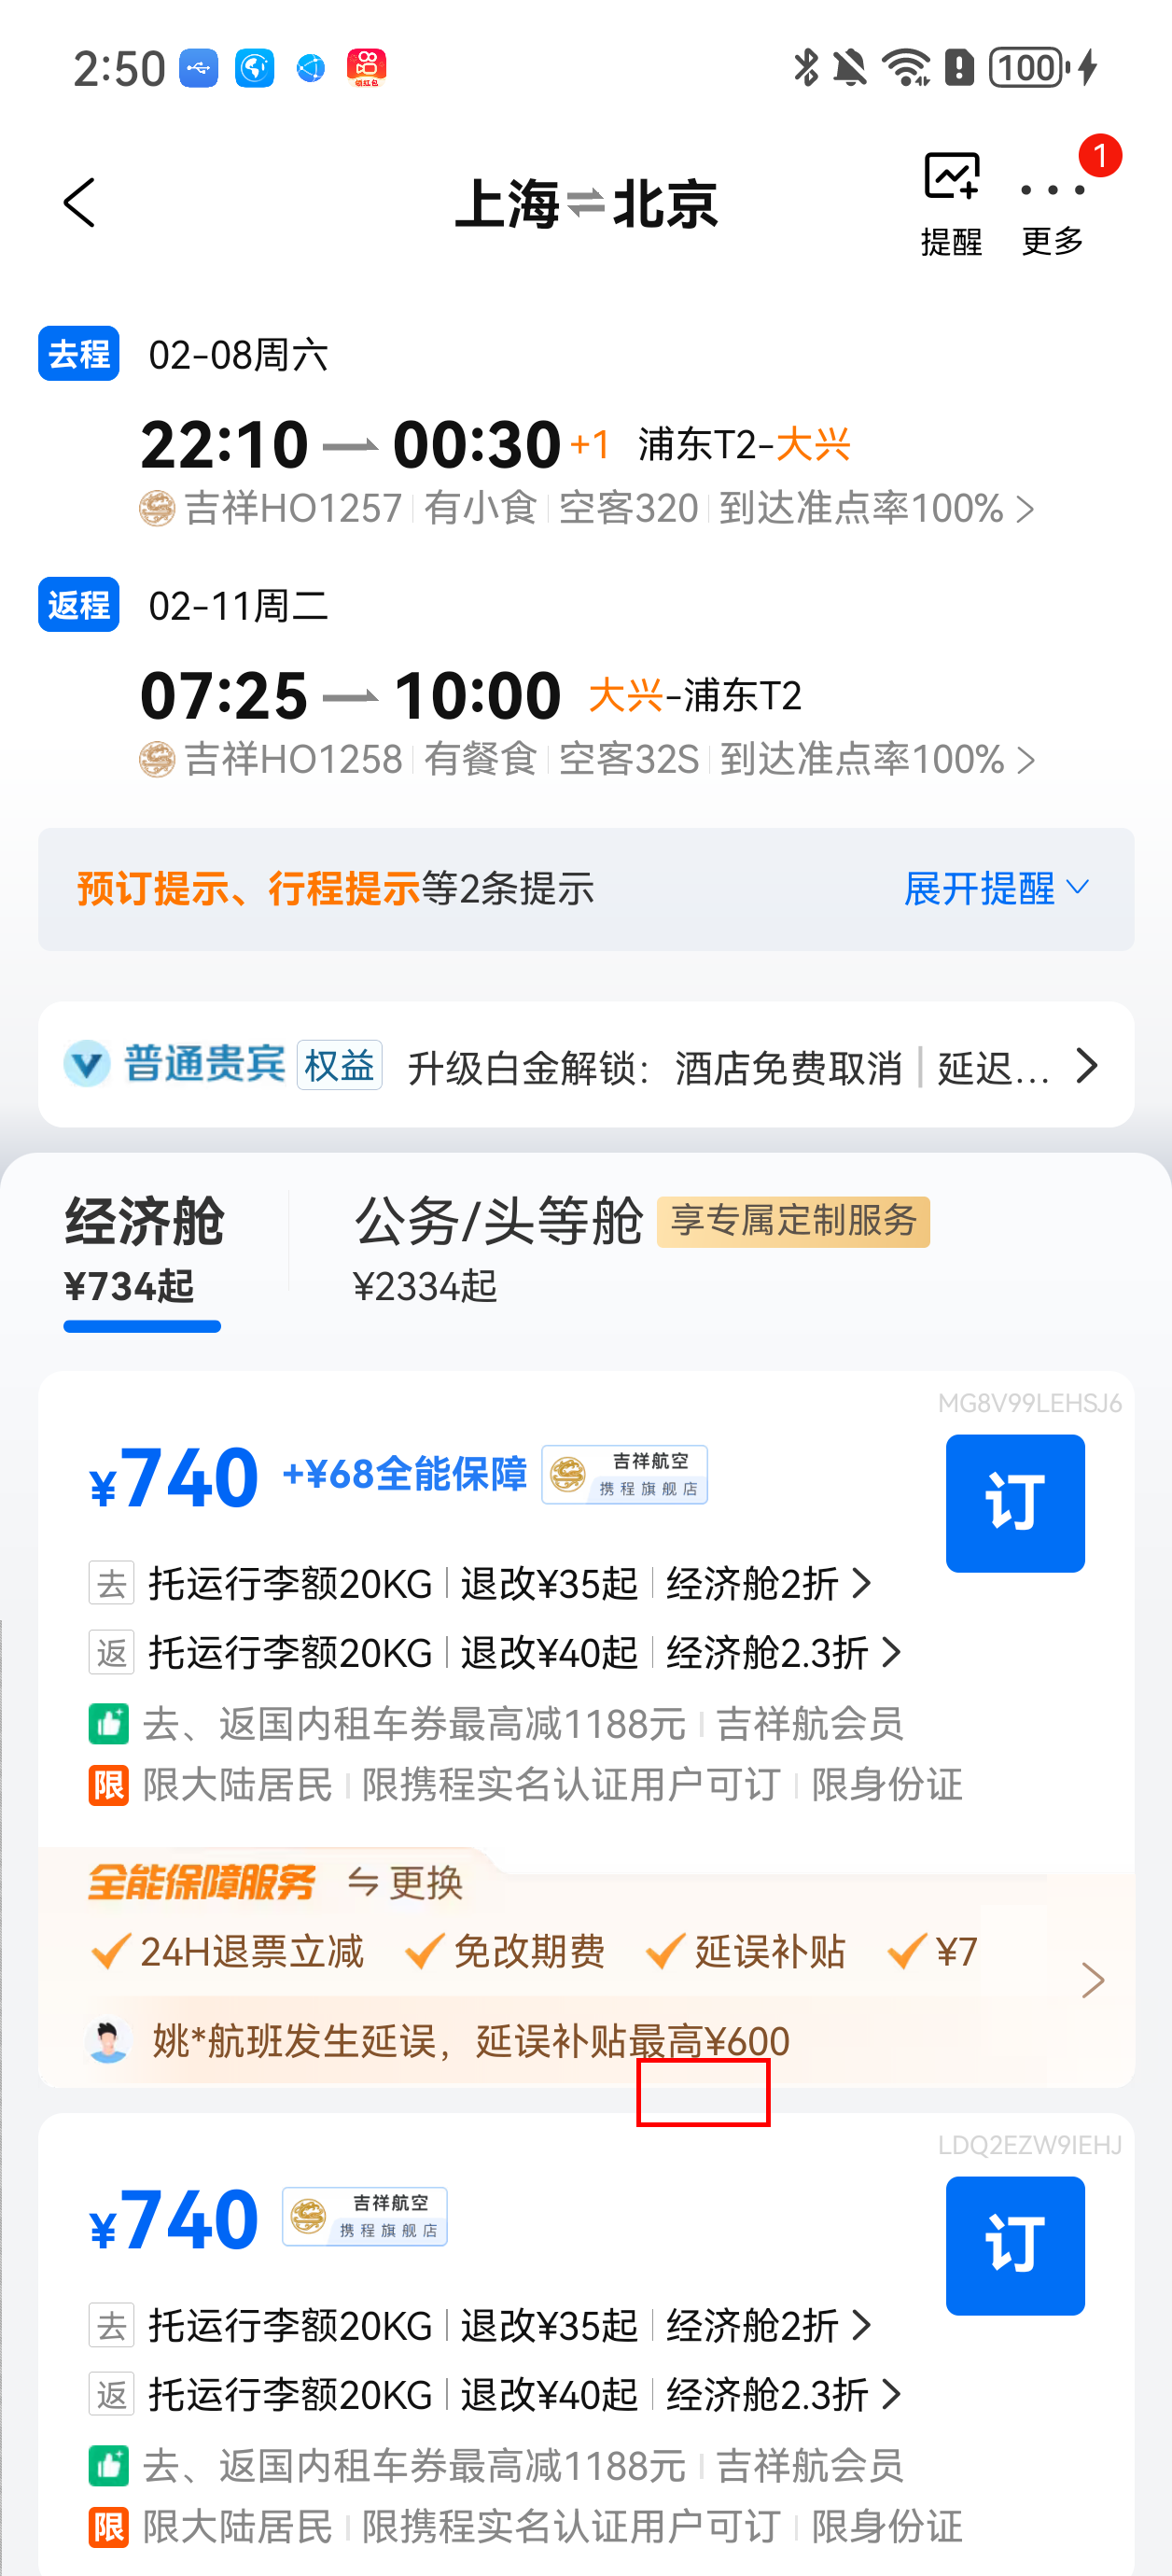 2:50
领红包
100
上海⇌北京
提醒
更多
1
去程 02-08周六
22:10 00:30 +1 浦东T2-大兴
吉祥HO1257 有小食 空客320 到达准点率100%
返程 02-11周二
07:25 10:00 大兴-浦东T2
吉祥HO1258 有餐食 空客32S 到达准点率100%
预订提示、行程提示等2条提示 展开提醒
普通贵宾 权益 升级白金解锁：酒店免费取消 延迟...
经济舱 公务/头等舱 享专属定制服务
¥734起 ¥2334起
MG8V99LEHSJ6
¥740 +¥68全能保障 吉祥航空 携程旗舰店 订
去 托运行李额20KG 退改¥35起 经济舱2折
返 托运行李额20KG 退改¥40起 经济舱2.3折
去、返国内租车券最高减1188元 吉祥航会员
限 限大陆居民 限携程实名认证用户可订 限身份证
全能保障服务 更换
24H退票立减 免改期费 延误补贴 ¥7
姚*航班发生延误，延误补贴最高¥600
LDQ2EZW9IEHJ
¥740 吉祥航空 携程旗舰店 订
去 托运行李额20KG 退改¥35起 经济舱2折
返 托运行李额20KG 退改¥40起 经济舱2.3折
去、返国内租车券最高减1188元 吉祥航会员
限 限大陆居民 限携程实名认证用户可订 限身份证